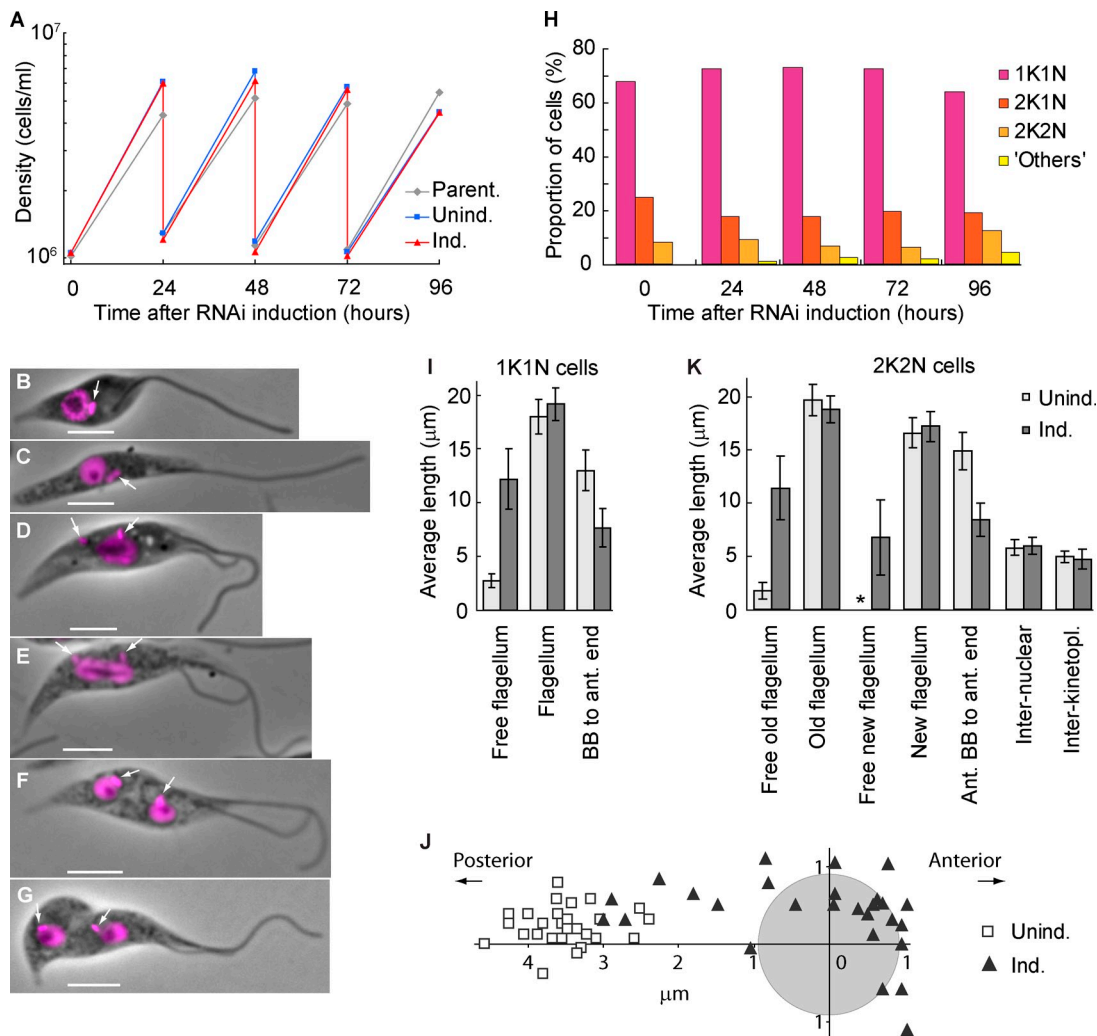 A
10⁷
Density (cells/ml)
10⁶
Parent.
Unind.
Ind.
0 24 48 72 96
Time after RNAi induction (hours)
H
Proportion of cells (%)
80
60
40
20
0
1K1N
2K1N
2K2N
'Others'
0 24 48 72 96
Time after RNAi induction (hours)
B
C
D
E
F
G
I
1K1N cells
Average length (μm)
20
15
10
5
0
Free flagellum
Flagellum
BB to ant. end
K
2K2N cells
Average length (μm)
20
15
10
5
0
*
Unind.
Ind.
Free old flagellum
Old flagellum
Free new flagellum
New flagellum
Ant. BB to ant. end
Inter-nuclear
Inter-kinetopl.
J
Posterior
Anterior
1
4 3 2 1 0 1
μm
1
Unind.
Ind.